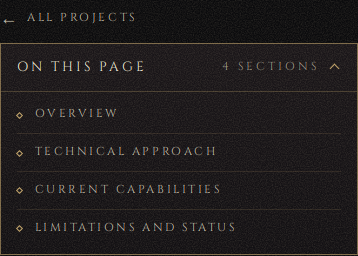 ← ALL PROJECTS
ON THIS PAGE 4 SECTIONS
OVERVIEW
TECHNICAL APPROACH
CURRENT CAPABILITIES
LIMITATIONS AND STATUS